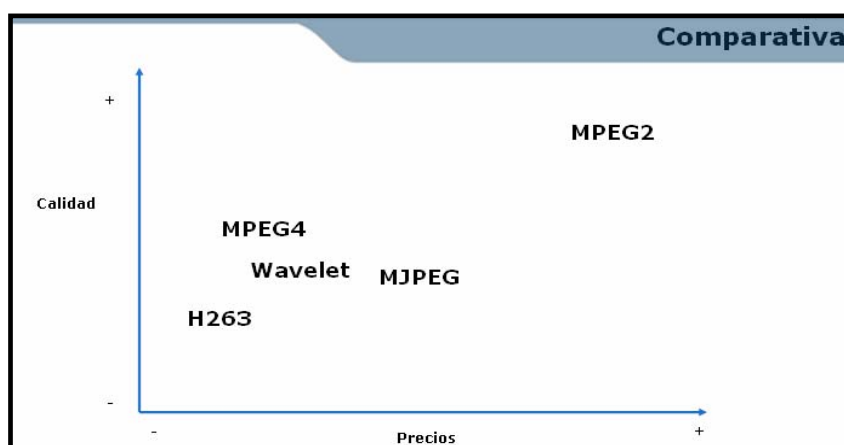 Comparativa
+
MPEG2
Calidad
MPEG4
Wavelet
MJPEG
H263
-
- +
Precios